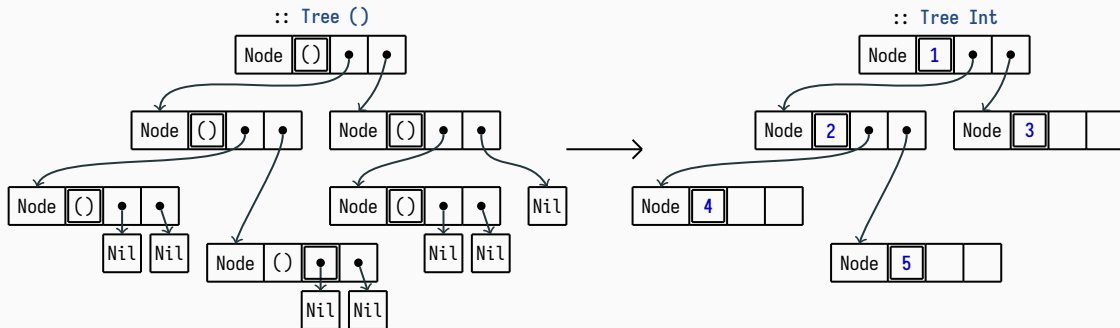 :: Tree () :: Tree Int
Node () Node 1
Node () Node () Node 2 Node 3
Node () Node () Nil Node 4
Nil Nil Node () Nil Nil Node 5
Nil Nil